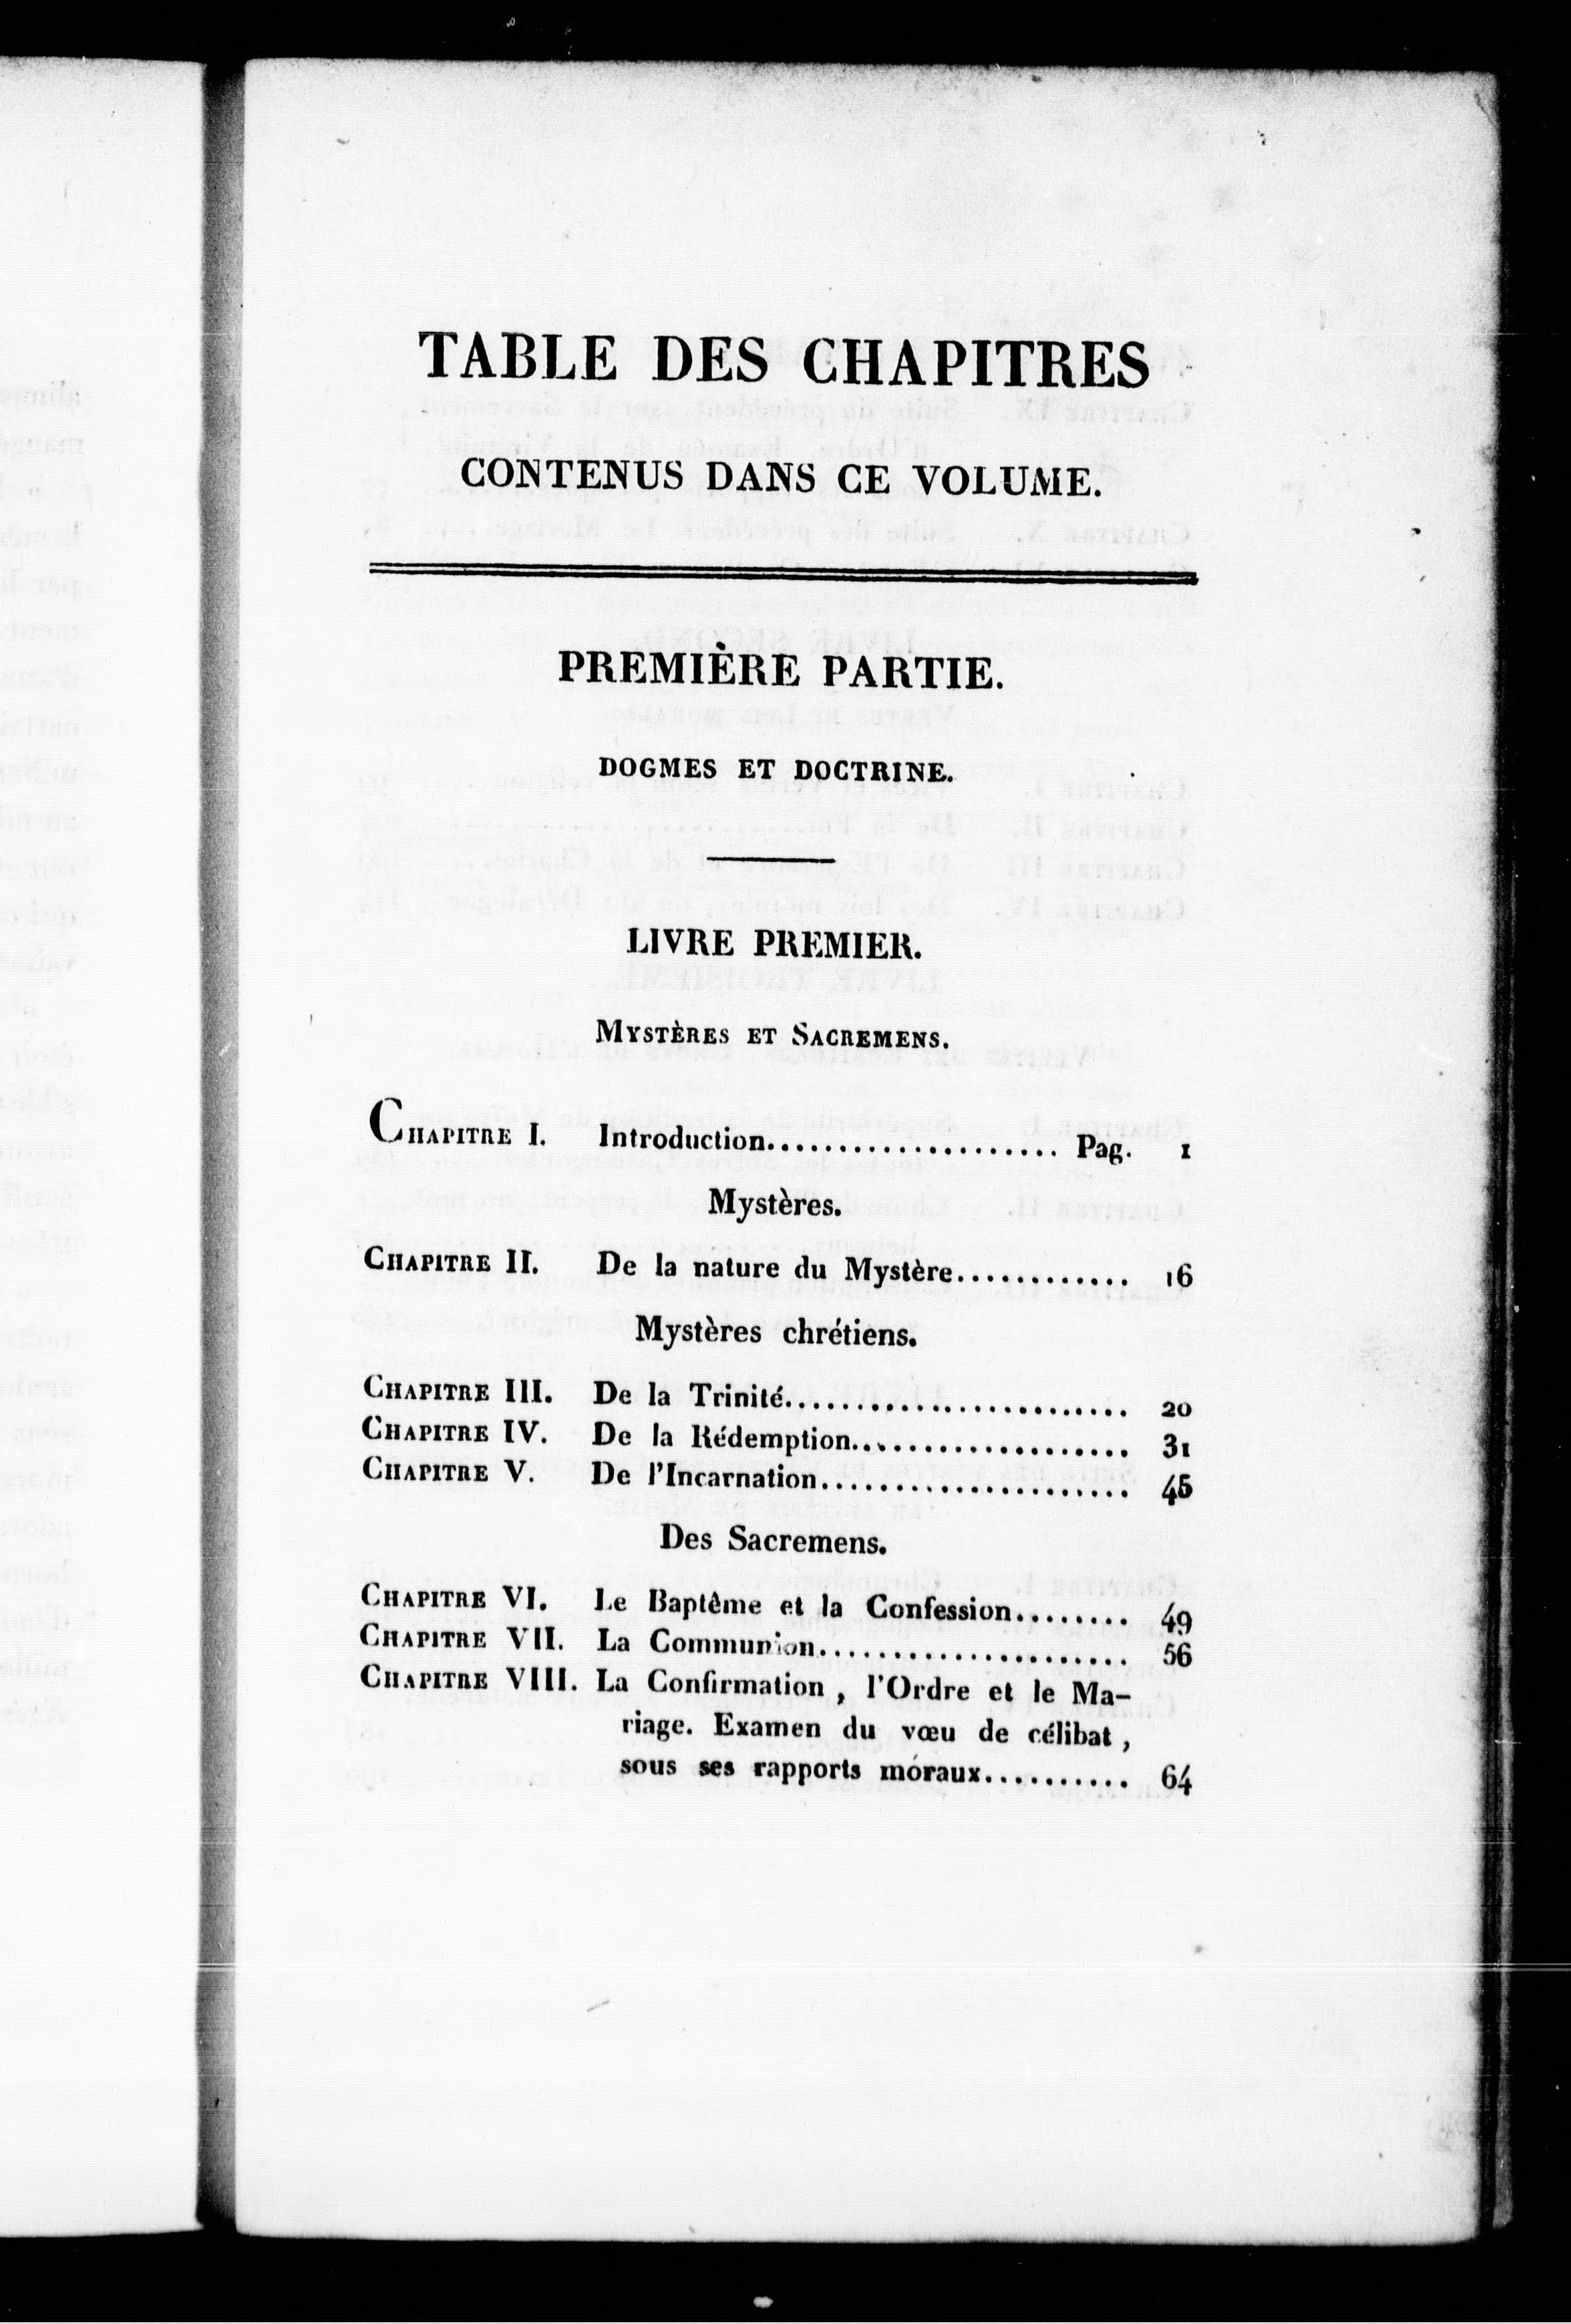 TABLE DES CHAPITRES
CONTENUS DANS CE VOLUME.
PREMIÈRE PARTIE.
DOGMES ET DOCTRINE.
LIVRE PREMIER.
Mystères et Sacremens.
Chapitre I. Introduction.................... Pag. 1
Mystères.
Chapitre II. De la nature du Mystère............ 16
Mystères chrétiens.
Chapitre III. De la Trinité........................ 20
Chapitre IV. De la Rédemption................... 31
Chapitre V. De l'Incarnation...................... 45
Des Sacremens.
Chapitre VI. Le Baptême et la Confession........ 49
Chapitre VII. La Communion...................... 56
Chapitre VIII. La Confirmation, l'Ordre et le Ma-
riage. Examen du vœu de célibat,
sous ses rapports moraux.......... 64